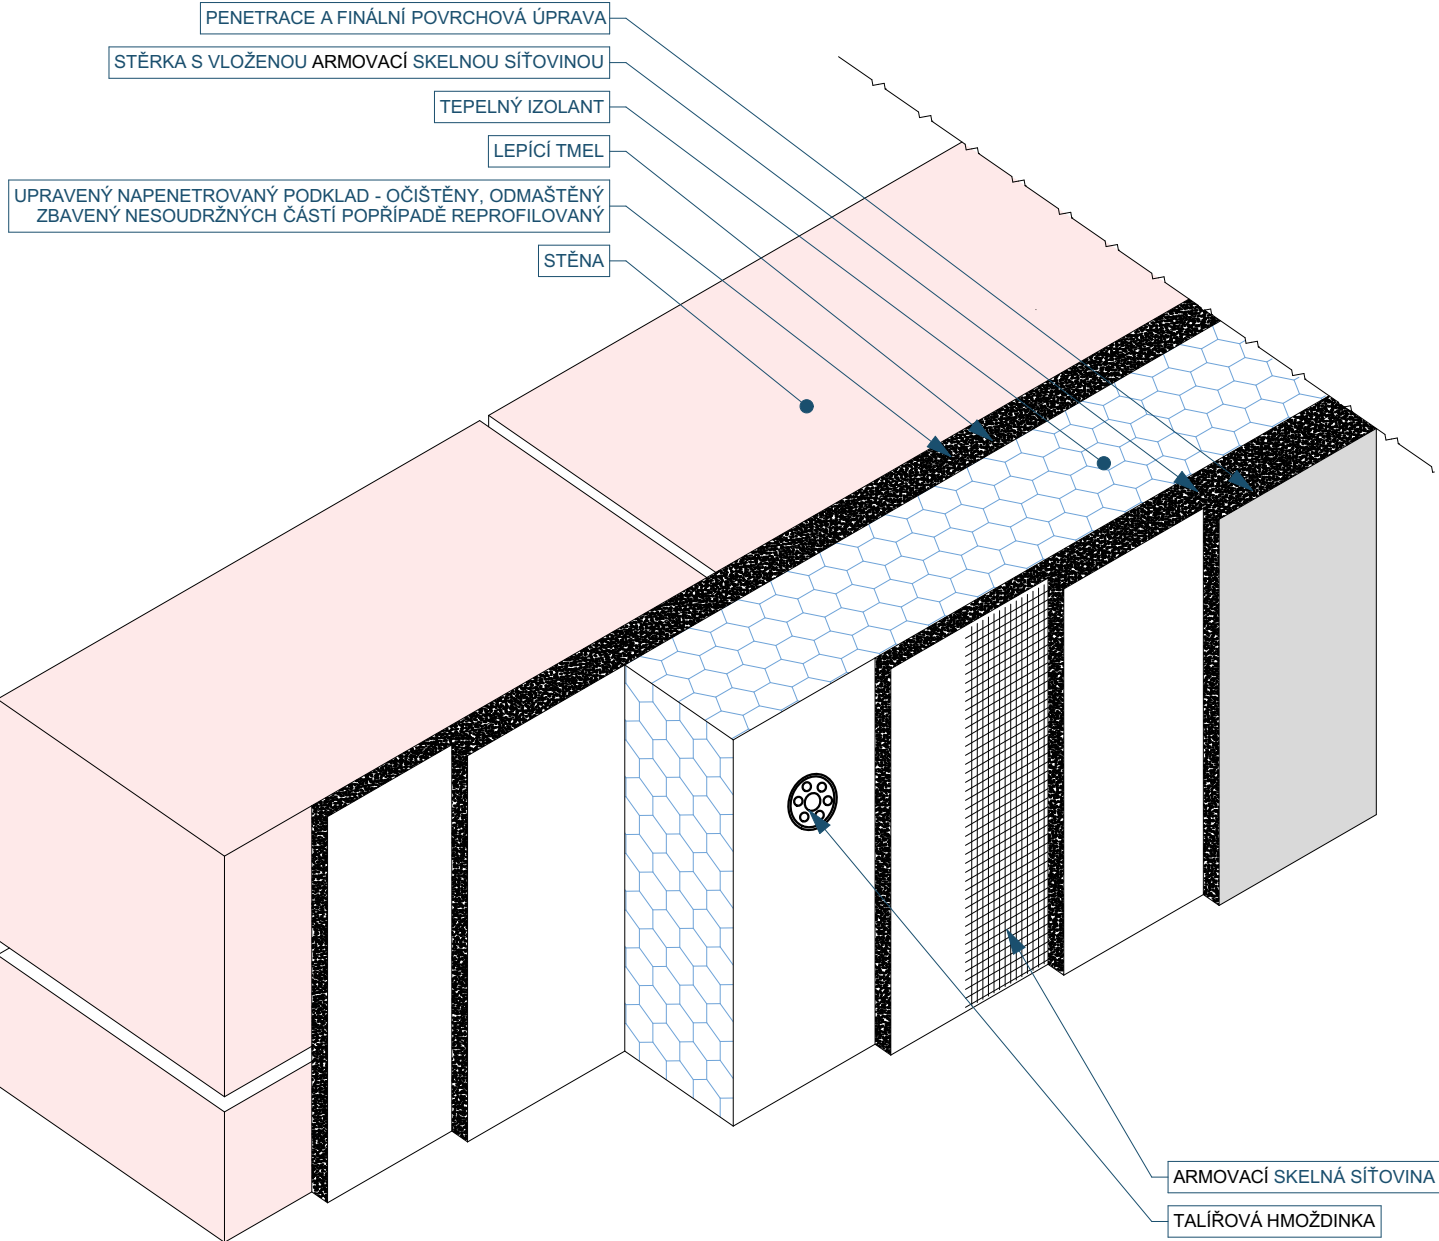 PENETRACE A FINÁLNÍ POVRCHOVÁ ÚPRAVA
STĚRKA S VLOŽENOU ARMOVACÍ SKELNOU SÍŤOVINOU
TEPELNÝ IZOLANT
LEPÍCÍ TMEL
UPRAVENÝ NAPENETROVANÝ PODKLAD - OČIŠTĚNY, ODMAŠTĚNÝ
ZBAVENÝ NESOUDRŽNÝCH ČÁSTÍ POPŘÍPADĚ REPROFILOVANÝ
STĚNA
ARMOVACÍ SKELNÁ SÍŤOVINA
TALÍŘOVÁ HMOŽDINKA